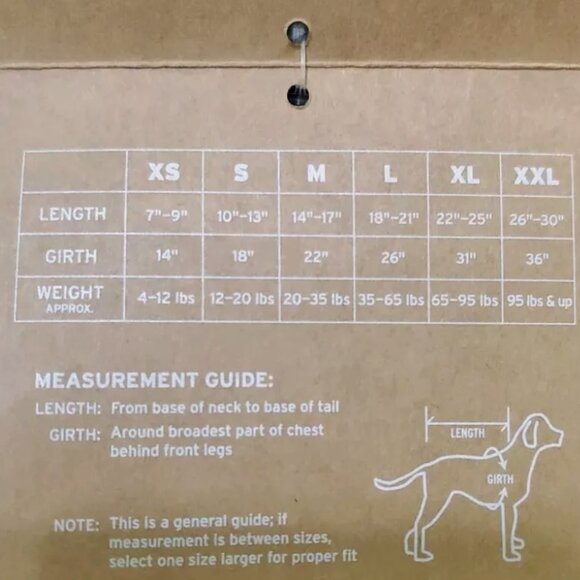 XS S M L XL XXL
LENGTH 7"-9" 10"-13" 14"-17" 18"-21" 22"-25" 26"-30"
GIRTH 14" 18" 22" 26" 31" 36"
WEIGHT APPROX. 4-12 lbs 12-20 lbs 20-35 lbs 35-65 lbs 65-95 lbs 95 lbs & up
MEASUREMENT GUIDE:
LENGTH: From base of neck to base of tail
GIRTH: Around broadest part of chest
behind front legs
LENGTH
GIRTH
NOTE: This is a general guide; if
measurement is between sizes,
select one size larger for proper fit